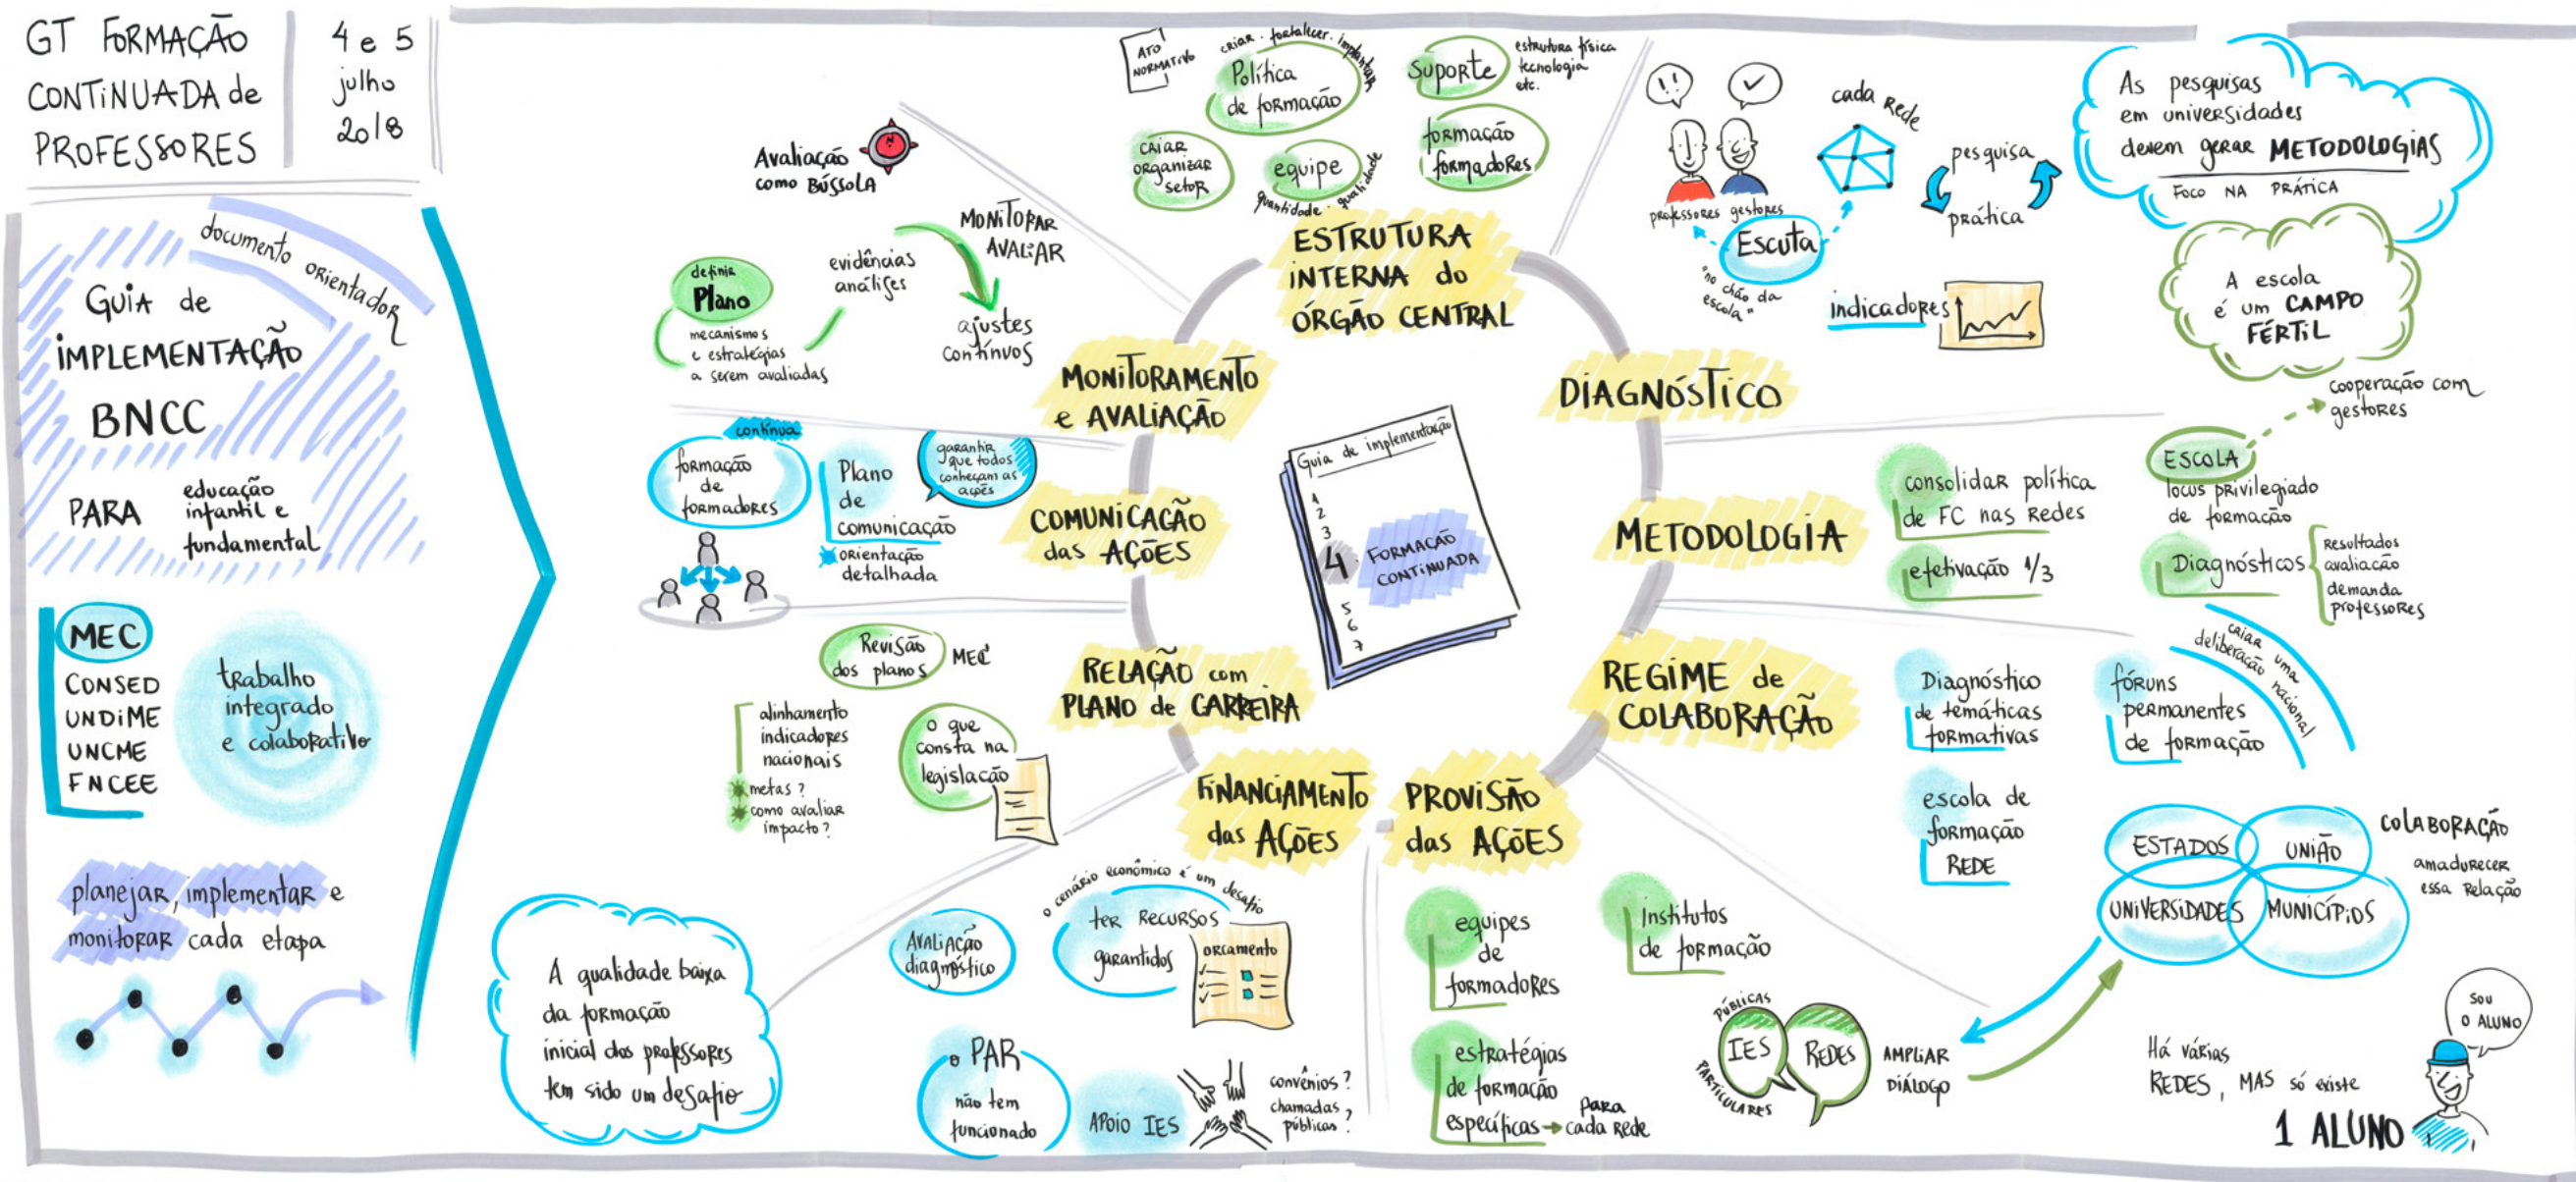 GT FORMAÇÃO
CONTINUADA de
PROFESSORES
4 e 5
julho
2018
documento orientador
GUIA de
IMPLEMENTAÇÃO
BNCC
PARA
educação
infantil e
fundamental
MEC
CONSED
UNDIME
UNCME
FNCEE
trabalho
integrado
e colaborativo
planejar, implementar e
monitorar cada etapa
Avaliação
como BÚSSOLA
N
MONITORAR
AVALIAR
definir
Plano
mecanismos
e estratégias
a serem avaliadas
evidências
análises
ajustes
contínuos
MONITORAMENTO
e AVALIAÇÃO
ATO
NORMATIVO
criar. fortalecer. implantar
Política
de formação
suporte
estrutura física
tecnologia
etc.
CRIAR
ORGANIZAR
setor
equipe
quantidade. qualidade
formação
formadores
ESTRUTURA
INTERNA do
ÓRGÃO CENTRAL
!!
professores gestores
Escuta
"no chão da
escola"
cada Rede
pesquisa
prática
indicadores
DIAGNÓSTICO
As pesquisas
em universidades
devem gerar METODOLOGIAS
FOCO NA PRÁTICA
A escola
é um CAMPO
FÉRTIL
cooperação com
gestores
ESCOLA
locus privilegiado
de formação
Diagnósticos
Resultados
avaliação
demanda
professores
consolidar política
de FC nas Redes
efetivação 1/3
METODOLOGIA
Guia de implementação
1
2
3
4 FORMAÇÃO
CONTINUADA
5
6
7
contínua
formação
de
formadores
Plano
de
comunicação
orientação
detalhada
garantir
que todos
conheçam as
ações
COMUNICAÇÃO
das AÇÕES
Revisão
dos planos
MEC
alinhamento
indicadores
nacionais
metas?
como avaliar
impacto?
o que
consta na
legislação
RELAÇÃO com
PLANO de CARREIRA
REGIME de
COLABORAÇÃO
Diagnóstico
de temáticas
formativas
fóruns
permanentes
de formação
criar uma
deliberação nacional
escola de
formação
REDE
ESTADOS
UNIÃO
UNIVERSIDADES
MUNICÍPIOS
COLABORAÇÃO
amadurecer
essa relação
FINANCIAMENTO
das AÇÕES
PROVISÃO
das AÇÕES
A qualidade baixa
da formação
inicial dos professores
tem sido um desafio
AVALIAÇÃO
diagnóstico
o cenário econômico é um desafio
ter RECURSOS
garantidos
ORCAMENTO
o PAR
não tem
funcionado
APOIO IES
convênios?
chamadas
públicas?
equipes
de
formadores
Institutos
de formação
estratégias
de formação
específicas
para
cada Rede
PÚBLICAS
PARTICULARES
IES
REDES
AMPLIAR
DIÁLOGO
Há várias
REDES, MAS só existe
1 ALUNO
SOU
O ALUNO